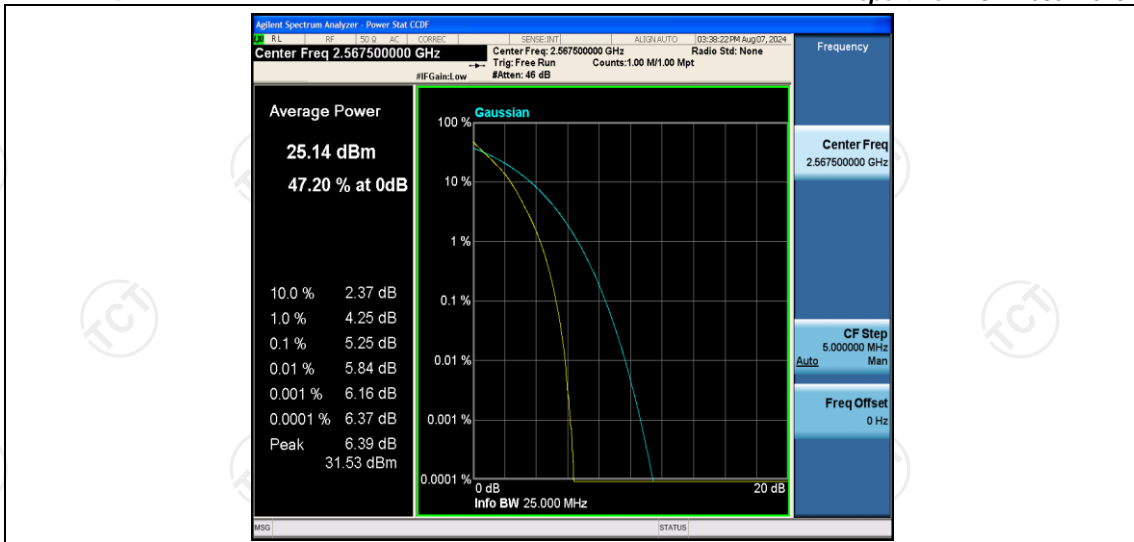 Agilent Spectrum Analyzer - Power Stat CCDF
RL RF 50 Ω AC CORREC SENSE:INT ALIGN AUTO 03:38:22 PM Aug 07, 2024
Center Freq 2.567500000 GHz
Center Freq: 2.567500000 GHz Radio Std: None
Trig: Free Run Counts:1.00 M/1.00 Mpt
#IFGain:Low #Atten: 46 dB
Frequency
Average Power
25.14 dBm
47.20 % at 0dB
10.0 % 2.37 dB
1.0 % 4.25 dB
0.1 % 5.25 dB
0.01 % 5.84 dB
0.001 % 6.16 dB
0.0001 % 6.37 dB
Peak 6.39 dB
31.53 dBm
Gaussian
100 %
10 %
1 %
0.1 %
0.01 %
0.001 %
0.0001 %
0 dB 20 dB
Info BW 25.000 MHz
Center Freq
2.567500000 GHz
CF Step
5.000000 MHz
Auto Man
Freq Offset
0 Hz
MSG STATUS
TCT
TCT